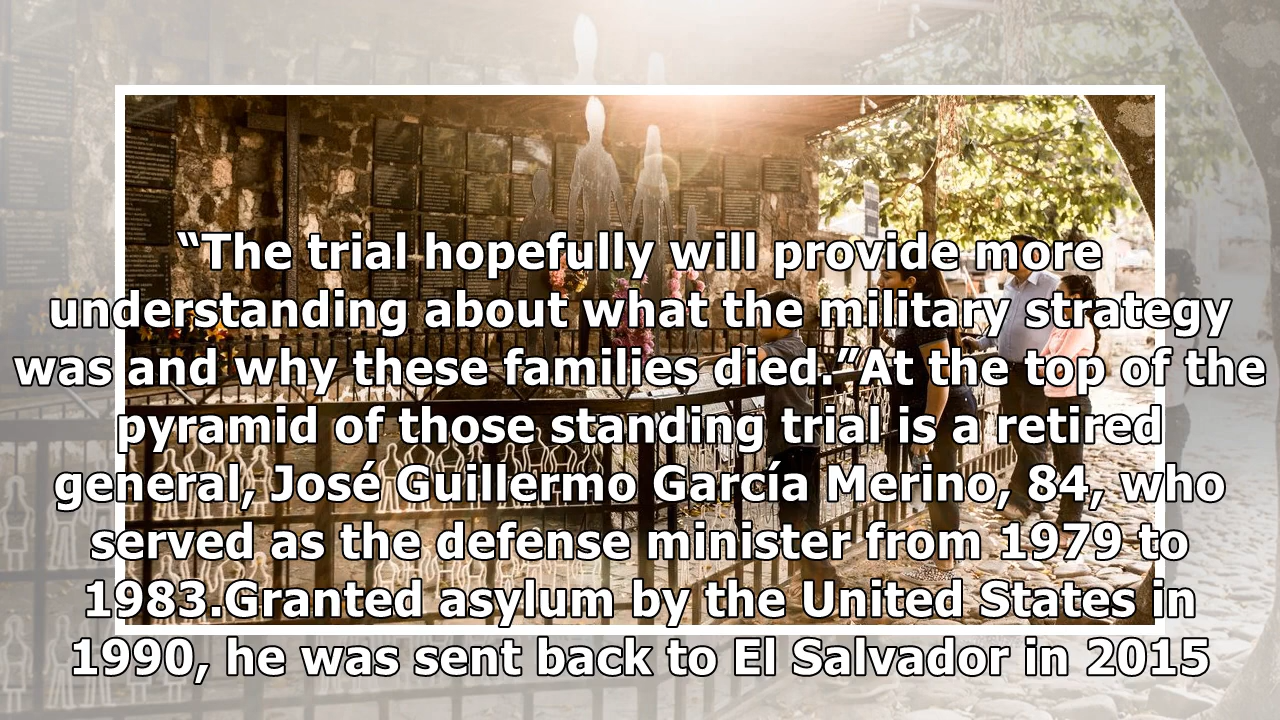 “The trial hopefully will provide more
understanding about what the military strategy
was and why these families died.”At the top of the
pyramid of those standing trial is a retired
general, José Guillermo García Merino, 84, who
served as the defense minister from 1979 to
1983.Granted asylum by the United States in
1990, he was sent back to El Salvador in 2015